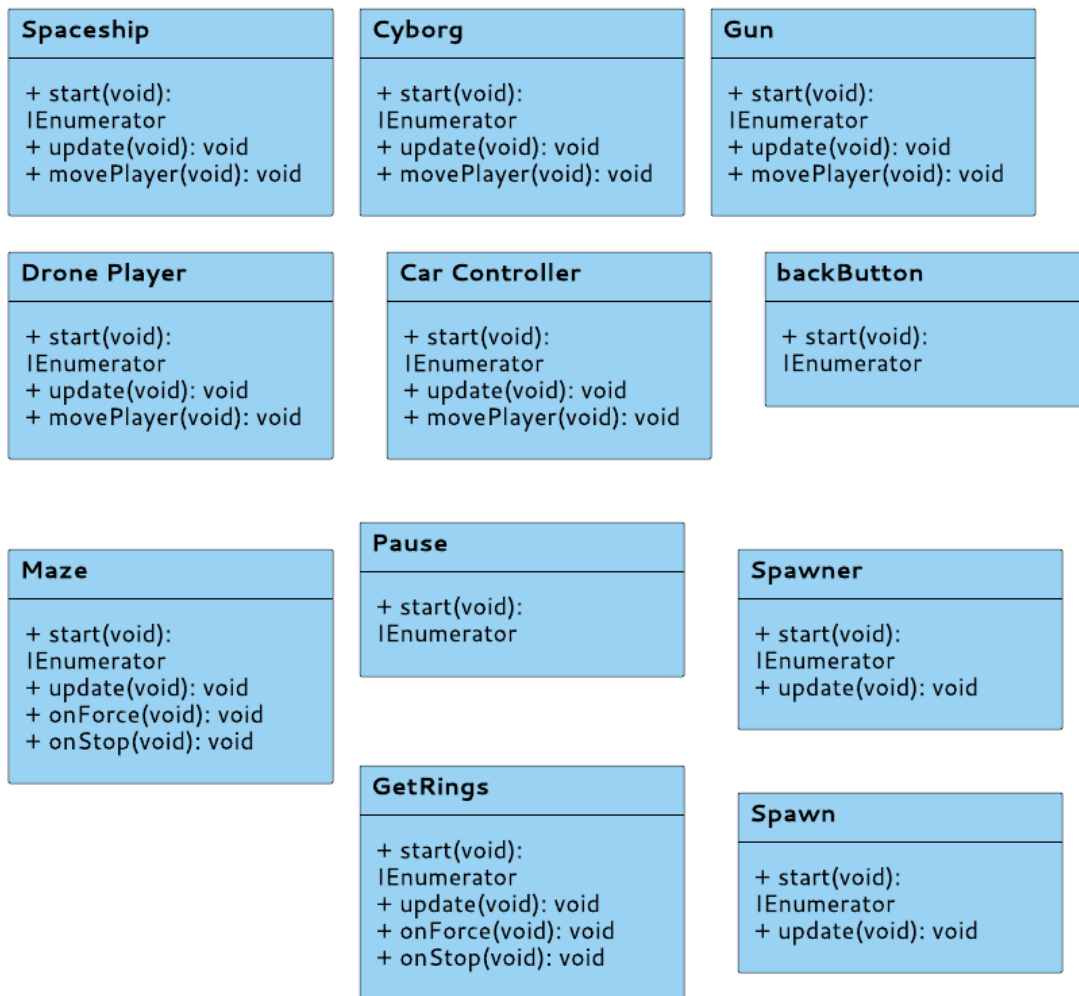 Spaceship
+ start(void):
IEnumerator
+ update(void): void
+ movePlayer(void): void
Cyborg
+ start(void):
IEnumerator
+ update(void): void
+ movePlayer(void): void
Gun
+ start(void):
IEnumerator
+ update(void): void
+ movePlayer(void): void
Drone Player
+ start(void):
IEnumerator
+ update(void): void
+ movePlayer(void): void
Car Controller
+ start(void):
IEnumerator
+ update(void): void
+ movePlayer(void): void
backButton
+ start(void):
IEnumerator
Maze
+ start(void):
IEnumerator
+ update(void): void
+ onForce(void): void
+ onStop(void): void
Pause
+ start(void):
IEnumerator
Spawner
+ start(void):
IEnumerator
+ update(void): void
GetRings
+ start(void):
IEnumerator
+ update(void): void
+ onForce(void): void
+ onStop(void): void
Spawn
+ start(void):
IEnumerator
+ update(void): void